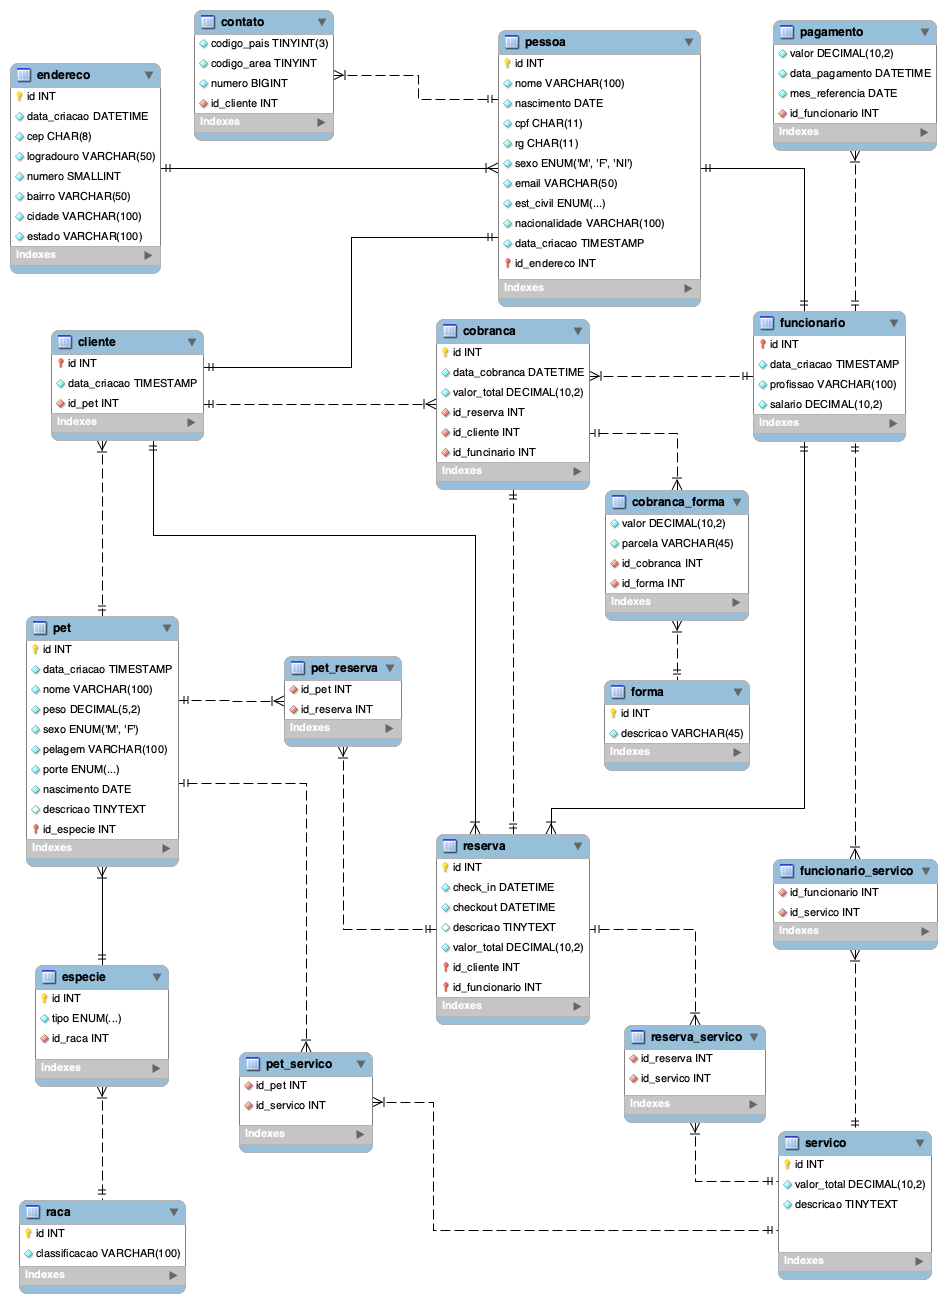 contato
codigo_pais TINYINT(3)
codigo_area TINYINT
numero BIGINT
id_cliente INT
Indexes
pessoa
id INT
nome VARCHAR(100)
nascimento DATE
cpf CHAR(11)
rg CHAR(11)
sexo ENUM('M', 'F', 'NI')
email VARCHAR(50)
est_civil ENUM(...)
nacionalidade VARCHAR(100)
data_criacao TIMESTAMP
id_endereco INT
Indexes
pagamento
valor DECIMAL(10,2)
data_pagamento DATETIME
mes_referencia DATE
id_funcionario INT
Indexes
endereco
id INT
data_criacao DATETIME
cep CHAR(8)
logradouro VARCHAR(50)
numero SMALLINT
bairro VARCHAR(50)
cidade VARCHAR(100)
estado VARCHAR(100)
Indexes
cliente
id INT
data_criacao TIMESTAMP
id_pet INT
Indexes
cobranca
id INT
data_cobranca DATETIME
valor_total DECIMAL(10,2)
id_reserva INT
id_cliente INT
id_funcinario INT
Indexes
funcionario
id INT
data_criacao TIMESTAMP
profissao VARCHAR(100)
salario DECIMAL(10,2)
Indexes
cobranca_forma
valor DECIMAL(10,2)
parcela VARCHAR(45)
id_cobranca INT
id_forma INT
Indexes
pet
id INT
data_criacao TIMESTAMP
nome VARCHAR(100)
peso DECIMAL(5,2)
sexo ENUM('M', 'F')
pelagem VARCHAR(100)
porte ENUM(...)
nascimento DATE
descricao TINYTEXT
id_especie INT
Indexes
pet_reserva
id_pet INT
id_reserva INT
Indexes
forma
id INT
descricao VARCHAR(45)
Indexes
reserva
id INT
check_in DATETIME
checkout DATETIME
descricao TINYTEXT
valor_total DECIMAL(10,2)
id_cliente INT
id_funcionario INT
Indexes
funcionario_servico
id_funcionario INT
id_servico INT
Indexes
especie
id INT
tipo ENUM(...)
id_raca INT
Indexes
pet_servico
id_pet INT
id_servico INT
Indexes
reserva_servico
id_reserva INT
id_servico INT
Indexes
servico
id INT
valor_total DECIMAL(10,2)
descricao TINYTEXT
Indexes
raca
id INT
classificacao VARCHAR(100)
Indexes